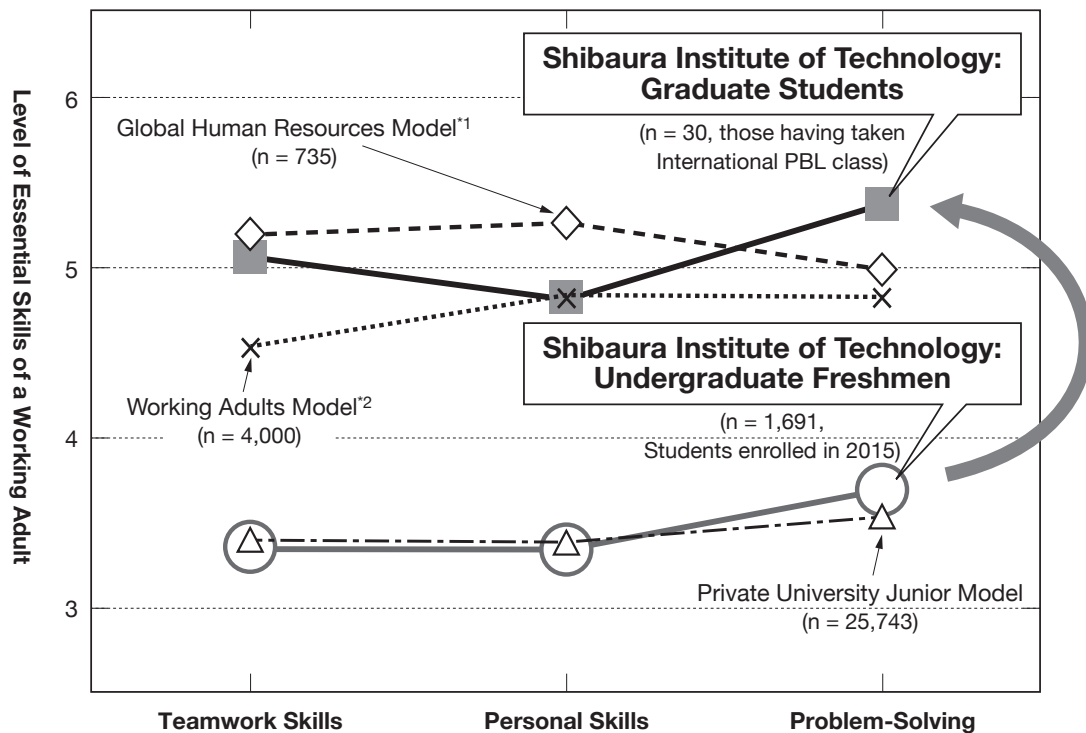 Level of Essential Skills of a Working Adult
6
5
4
3
Shibaura Institute of Technology:
Graduate Students
(n = 30, those having taken
International PBL class)
Global Human Resources Model*1
(n = 735)
Working Adults Model*2
(n = 4,000)
Shibaura Institute of Technology:
Undergraduate Freshmen
(n = 1,691,
Students enrolled in 2015)
Private University Junior Model
(n = 25,743)
Teamwork Skills
Personal Skills
Problem-Solving